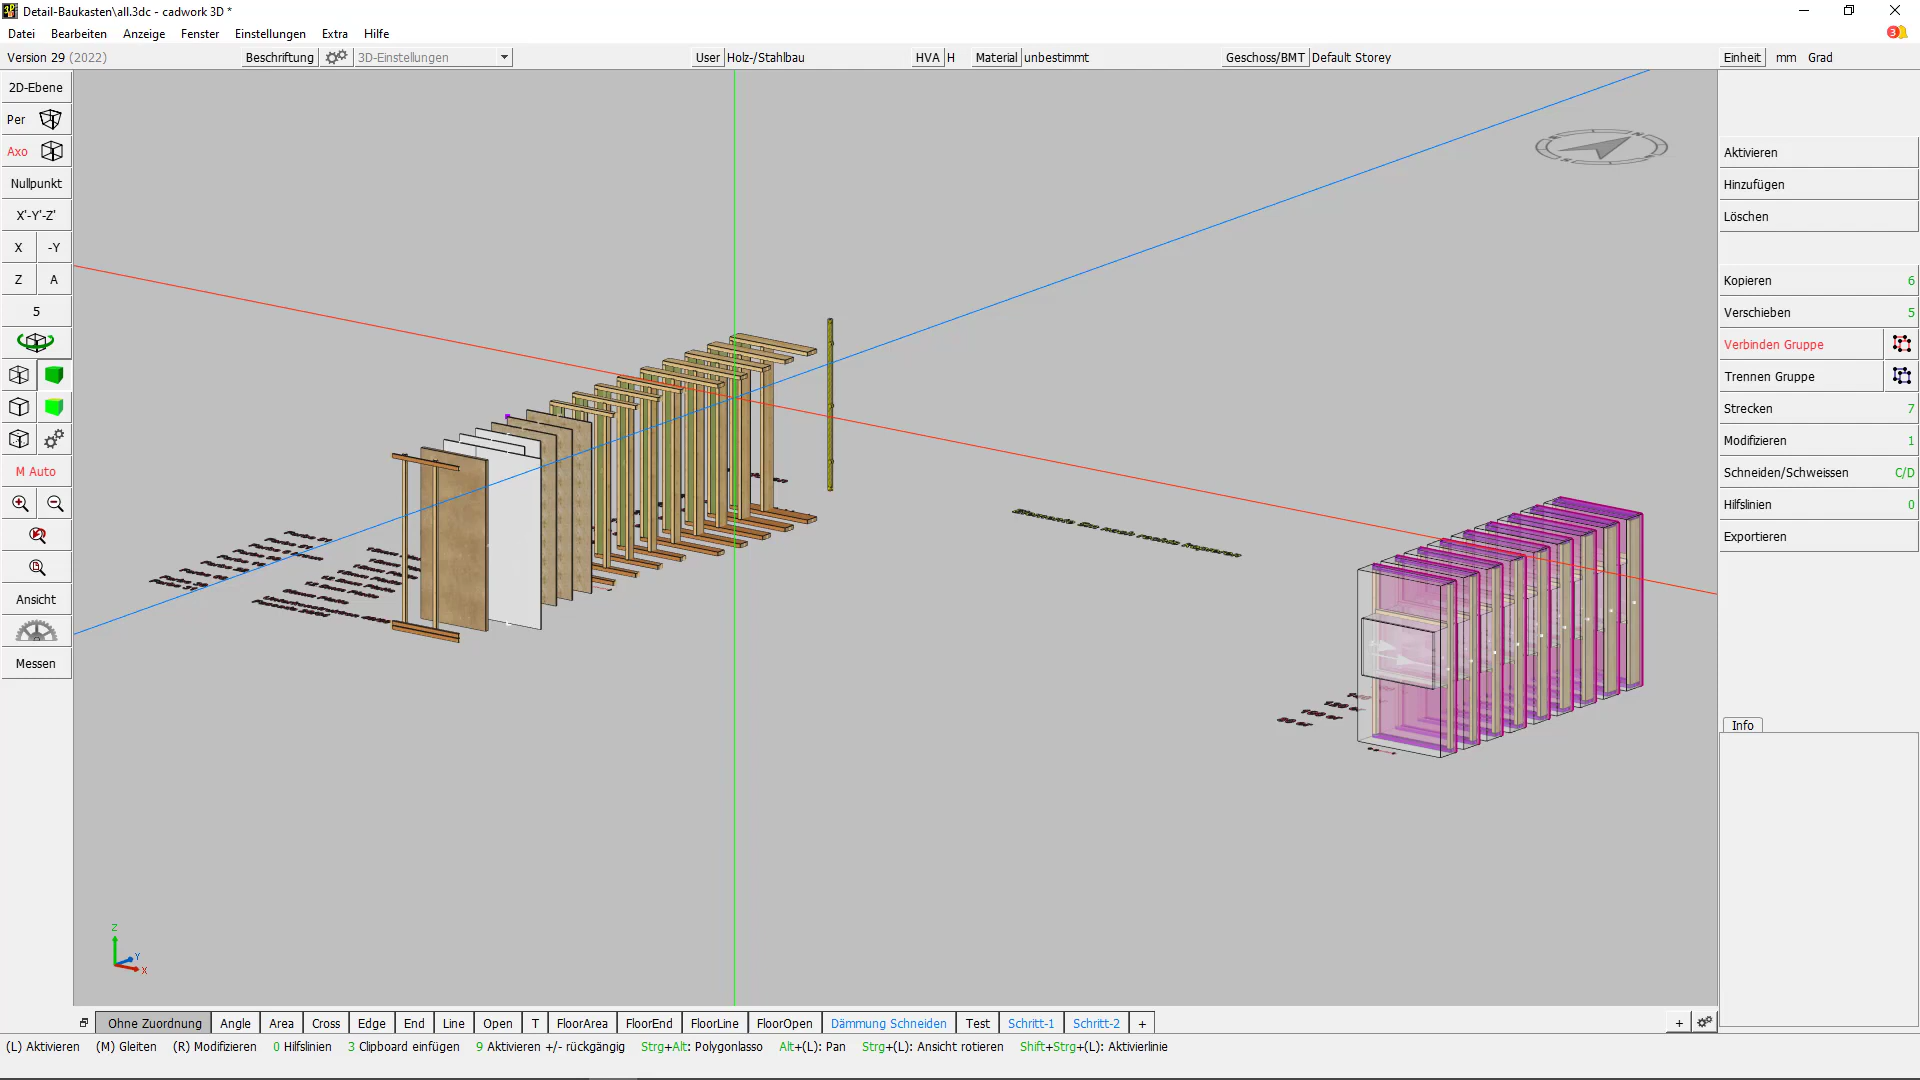 Detail-Baukasten\all.3dc - cadwork 3D *
Datei Bearbeiten Anzeige Fenster Einstellungen Extra Hilfe
3
Version 29 (2022) Beschriftung 3D-Einstellungen User Holz-/Stahlbau HVA H Material unbestimmt Geschoss/BMT Default Storey Einheit mm Grad
2D-Ebene
Per
Axo
Nullpunkt
X'-Y'-Z'
X -Y
Z A
5
M Auto
Ansicht
Messen
Aktivieren
Hinzufügen
Löschen
Kopieren 6
Verschieben 5
Verbinden Gruppe
Trennen Gruppe
Strecken 7
Modifizieren 1
Schneiden/Schweissen C/D
Hilfslinien 0
Exportieren
Info
Z
Y
X
Ohne Zuordnung Angle Area Cross Edge End Line Open T FloorArea FloorEnd FloorLine FloorOpen Dämmung Schneiden Test Schritt-1 Schritt-2 + +
(L) Aktivieren (M) Gleiten (R) Modifizieren 0 Hilfslinien 3 Clipboard einfügen 9 Aktivieren +/- rückgängig Strg+Alt: Polygonlasso Alt+(L): Pan Strg+(L): Ansicht rotieren Shift+Strg+(L): Aktivierlinie